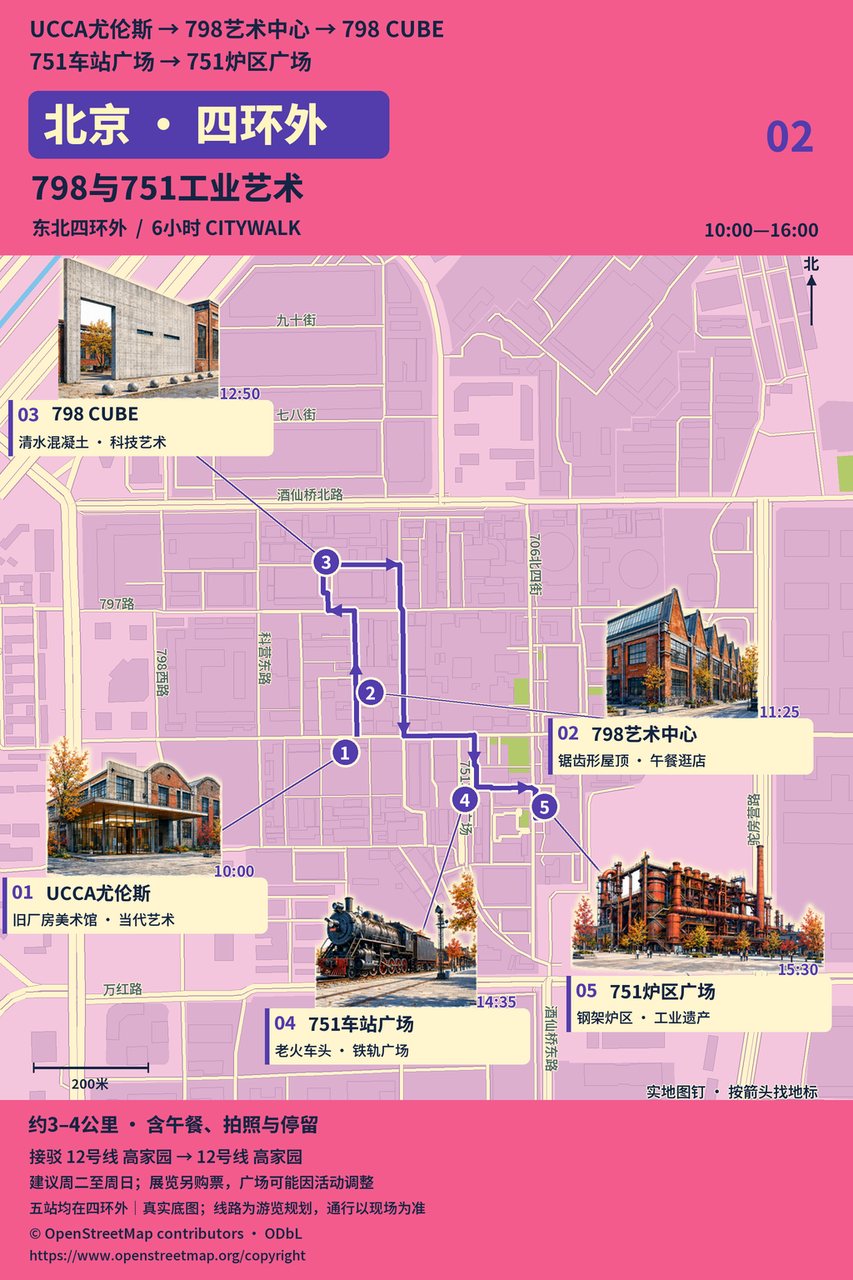 UCCA尤伦斯 → 798艺术中心 → 798 CUBE
751车站广场 → 751炉区广场
北京 · 四环外
02
798与751工业艺术
东北四环外 / 6小时 CITYWALK
10:00—16:00
北
九十街
12:50
03 798 CUBE
清水混凝土 · 科技艺术
七八街
酒仙桥北路
706北四街
3
797路
科营东路
798西路
2
11:25
02 798艺术中心
锯齿形屋顶 · 午餐逛店
1
4
5
751
广场
驼房营路
10:00
01 UCCA尤伦斯
旧厂房美术馆 · 当代艺术
15:30
05 751炉区广场
钢架炉区 · 工业遗产
万红路
14:35
04 751车站广场
老火车头 · 铁轨广场
酒仙桥东路
200米
实地图钉 · 按箭头找地标
约3–4公里 · 含午餐、拍照与停留
接驳 12号线 高家园 → 12号线 高家园
建议周二至周日；展览另购票，广场可能因活动调整
五站均在四环外｜真实底图；线路为游览规划，通行以现场为准
© OpenStreetMap contributors · ODbL
https://www.openstreetmap.org/copyright